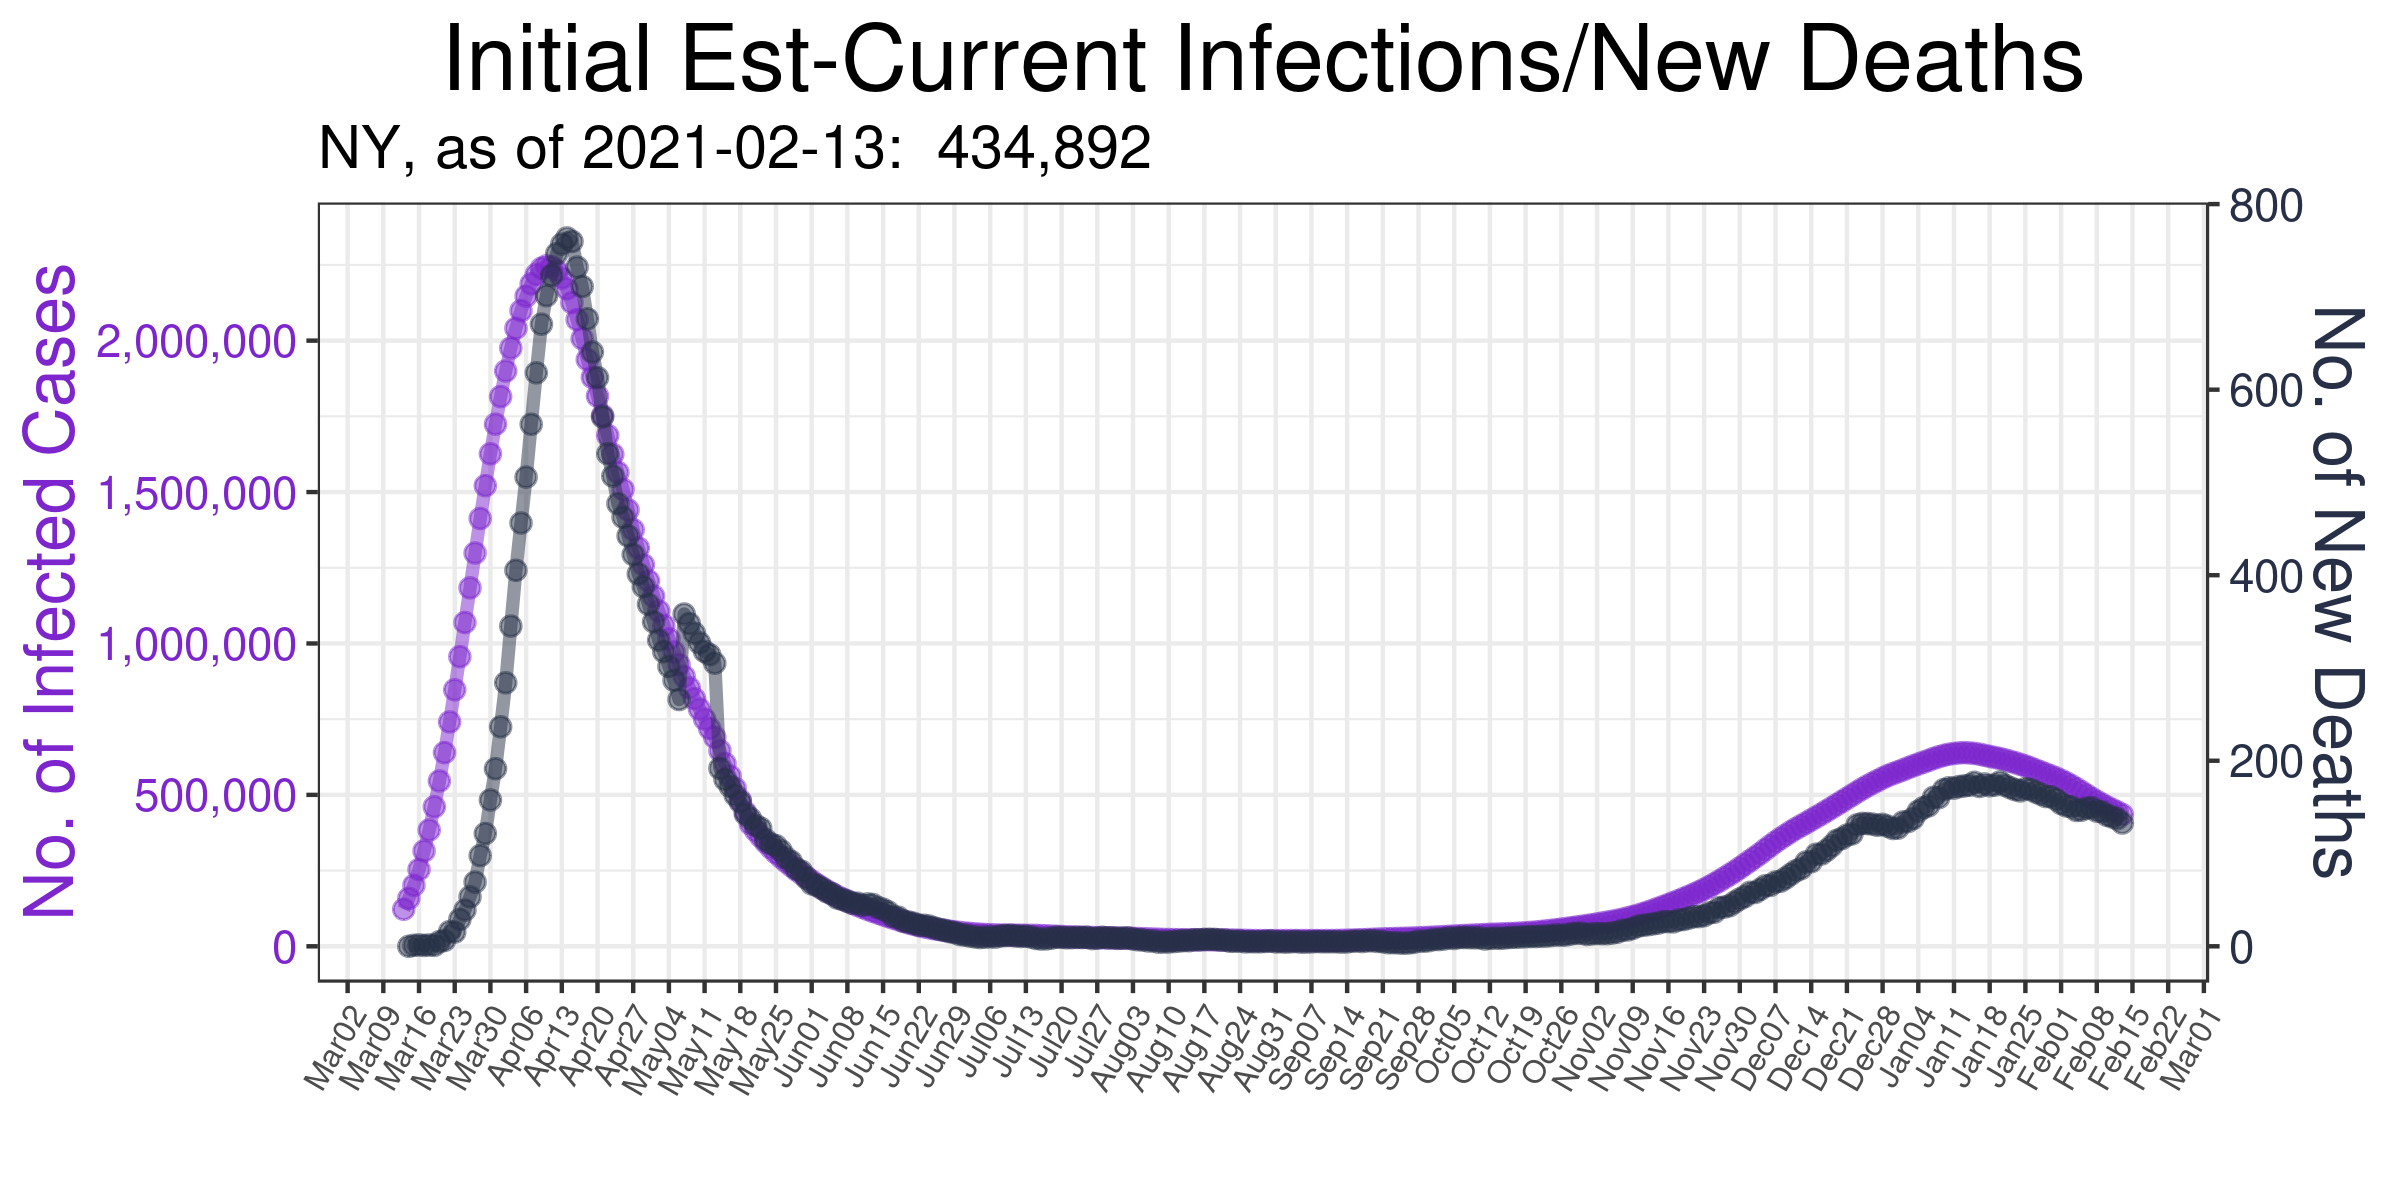 Initial Est-Current Infections/New Deaths
NY, as of 2021-02-13:  434,892
No. of Infected Cases
2,000,000
1,500,000
1,000,000
500,000
0
800
600
400
200
0
No. of New Deaths
Mar02
Mar09
Mar16
Mar23
Mar30
Apr06
Apr13
Apr20
Apr27
May04
May11
May18
May25
Jun01
Jun08
Jun15
Jun22
Jun29
Jul06
Jul13
Jul20
Jul27
Aug03
Aug10
Aug17
Aug24
Aug31
Sep07
Sep14
Sep21
Sep28
Oct05
Oct12
Oct19
Oct26
Nov02
Nov09
Nov16
Nov23
Nov30
Dec07
Dec14
Dec21
Dec28
Jan04
Jan11
Jan18
Jan25
Feb01
Feb08
Feb15
Feb22
Mar01